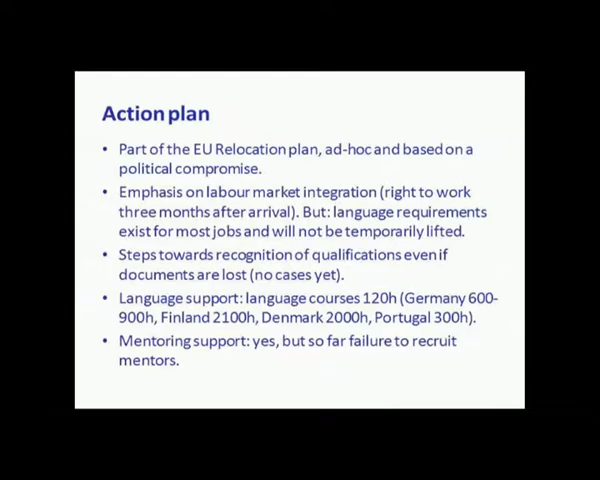 Action plan
• Part of the EU Relocation plan, ad-hoc and based on a
political compromise.
• Emphasis on labour market integration (right to work
three months after arrival). But: language requirements
exist for most jobs and will not be temporarily lifted.
• Steps towards recognition of qualifications even if
documents are lost (no cases yet).
• Language support: language courses 120h (Germany 600-
900h, Finland 2100h, Denmark 2000h, Portugal 300h).
• Mentoring support: yes, but so far failure to recruit
mentors.